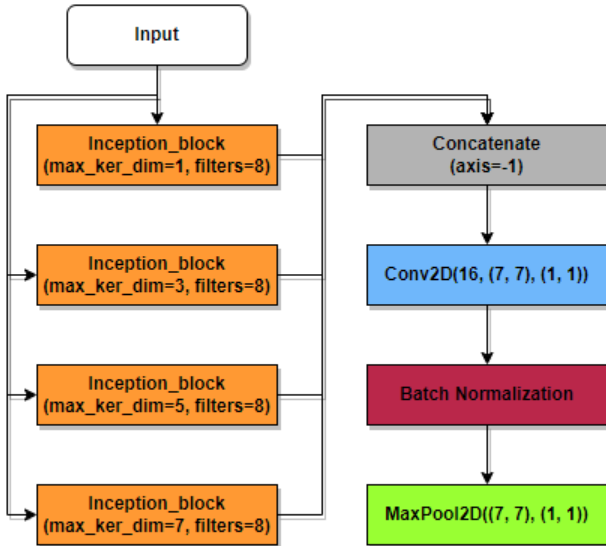 Input
Inception_block
(max_ker_dim=1, filters=8)
Inception_block
(max_ker_dim=3, filters=8)
Inception_block
(max_ker_dim=5, filters=8)
Inception_block
(max_ker_dim=7, filters=8)
Concatenate
(axis=-1)
Conv2D(16, (7, 7), (1, 1))
Batch Normalization
MaxPool2D((7, 7), (1, 1))